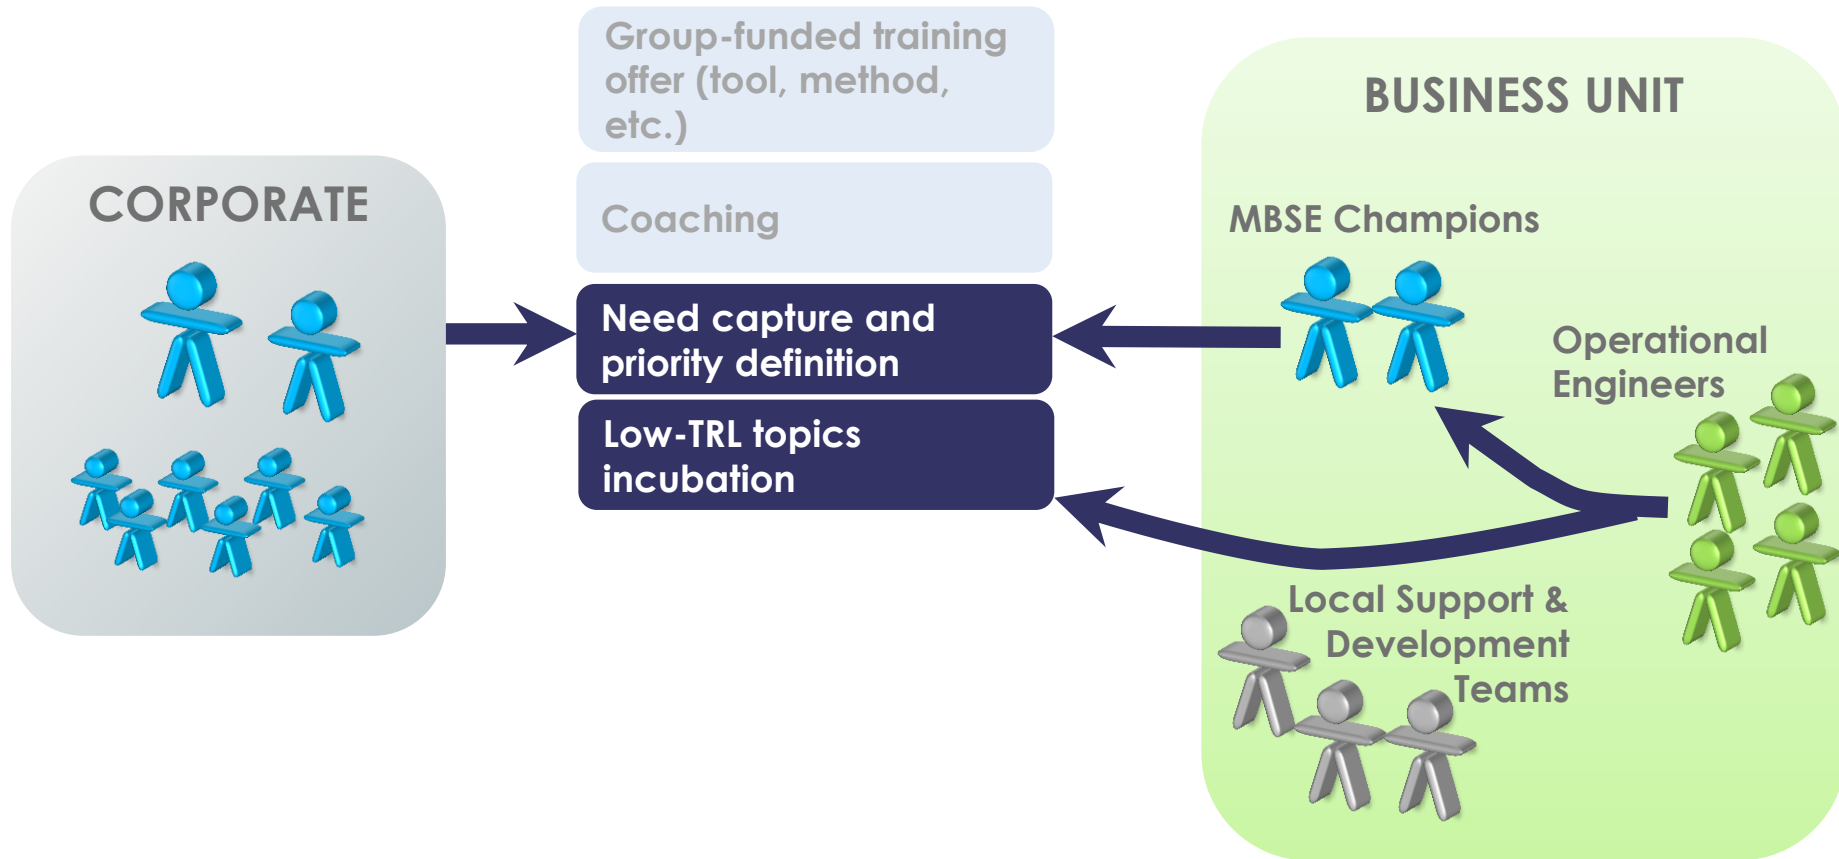 CORPORATE
Group-funded training
offer (tool, method,
etc.)
Coaching
Need capture and
priority definition
Low-TRL topics
incubation
BUSINESS UNIT
MBSE Champions
Operational
Engineers
Local Support &
Development
Teams